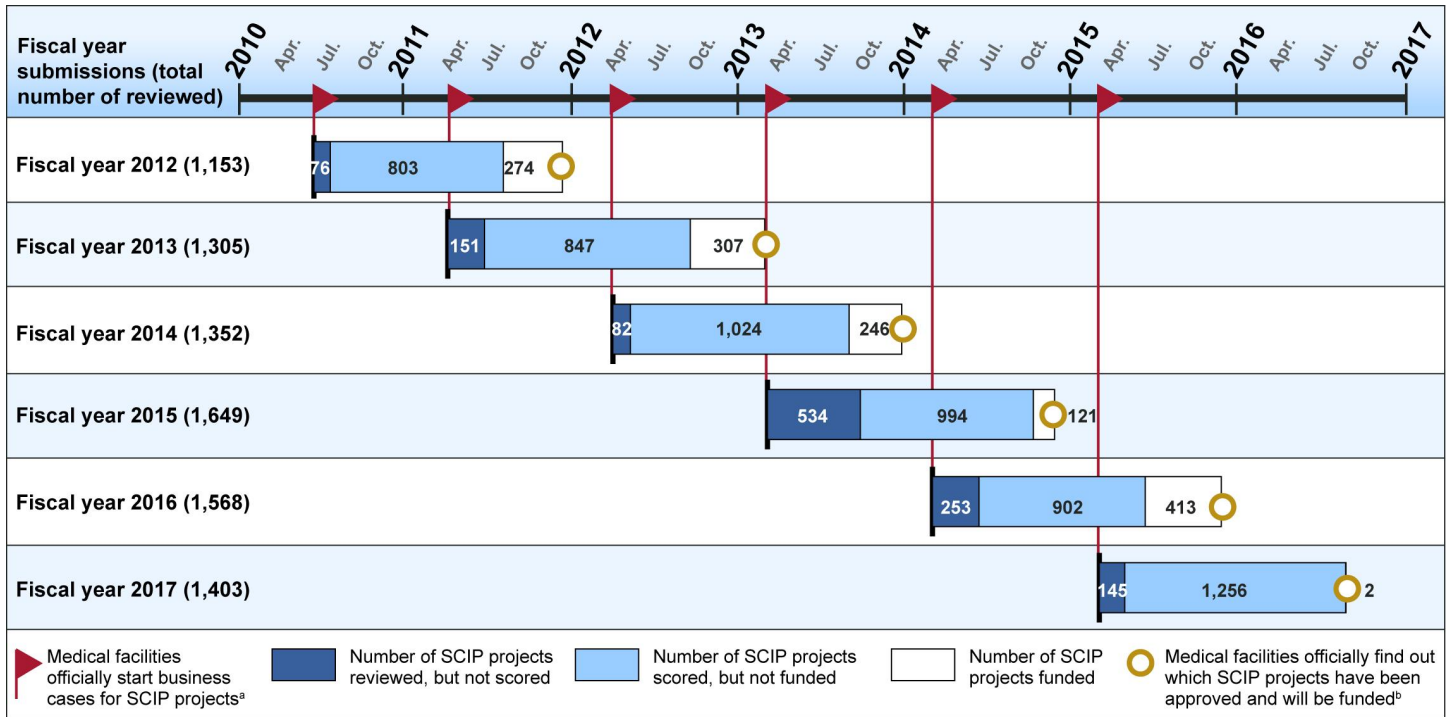 Fiscal year
submissions (total
number of reviewed)
2010 Apr. Jul. Oct. 2011 Apr. Jul. Oct. 2012 Apr. Jul. Oct. 2013 Apr. Jul. Oct. 2014 Apr. Jul. Oct. 2015 Apr. Jul. Oct. 2016 Apr. Jul. Oct. 2017
Fiscal year 2012 (1,153) 76 803 274
Fiscal year 2013 (1,305) 151 847 307
Fiscal year 2014 (1,352) 82 1,024 246
Fiscal year 2015 (1,649) 534 994 121
Fiscal year 2016 (1,568) 253 902 413
Fiscal year 2017 (1,403) 145 1,256 2
Medical facilities
officially start business
cases for SCIP projectsᵃ
Number of SCIP projects
reviewed, but not scored
Number of SCIP projects
scored, but not funded
Number of SCIP
projects funded
Medical facilities officially find out
which SCIP projects have been
approved and will be fundedᵇ